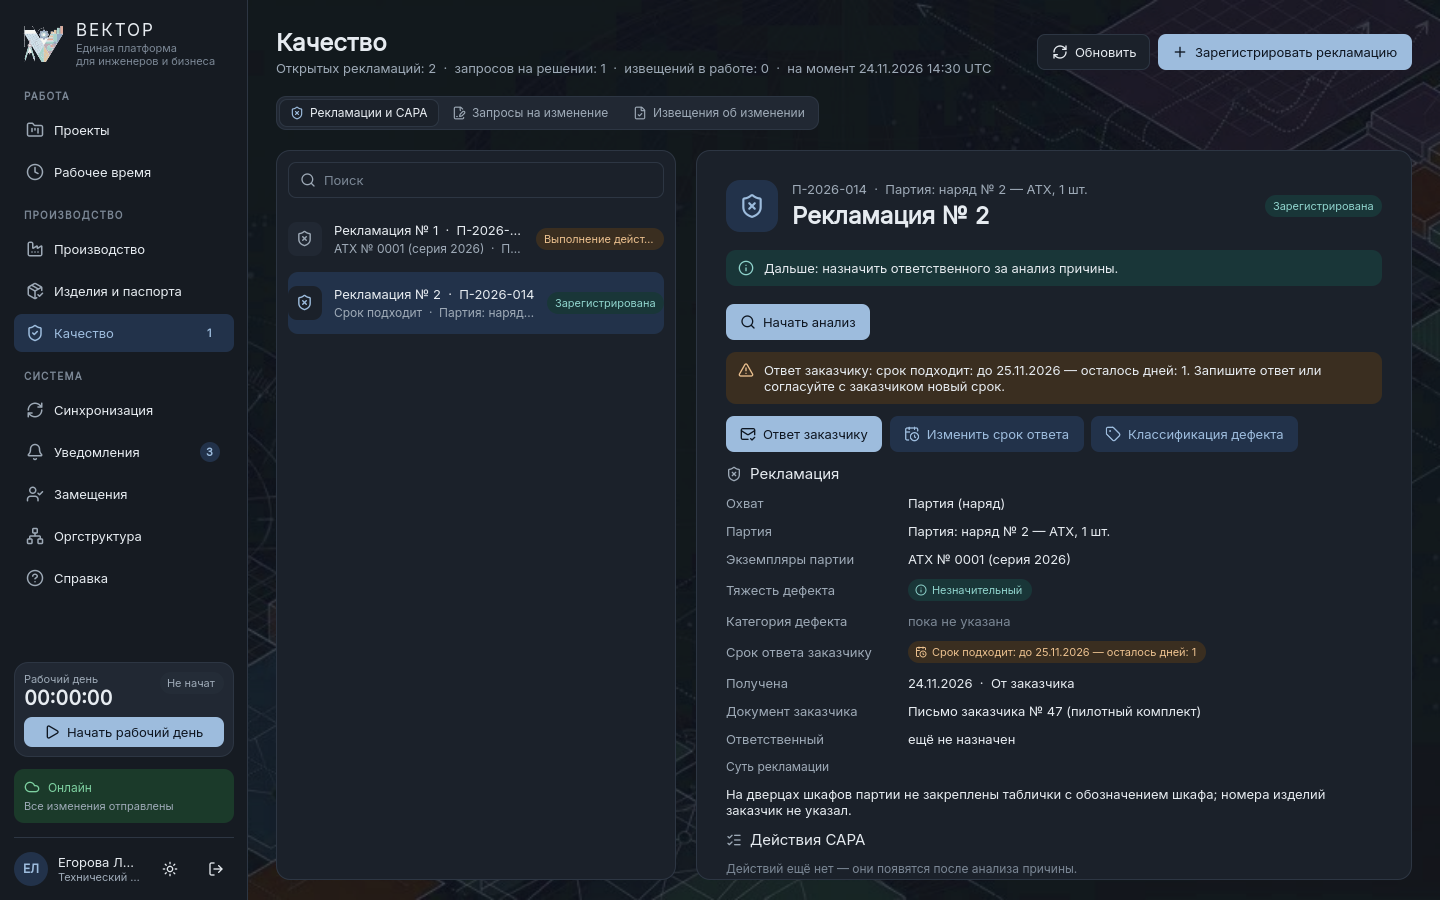 ВЕКТОР
Единая платформа
для инженеров и бизнеса
РАБОТА
Проекты
Рабочее время
ПРОИЗВОДСТВО
Производство
Изделия и паспорта
Качество 1
СИСТЕМА
Синхронизация
Уведомления 3
Замещения
Оргструктура
Справка
Рабочий день
00:00:00
Не начат
Начать рабочий день
Онлайн
Все изменения отправлены
ЕЛ
Егорова Л...
Технический ...
Качество
Открытых рекламаций: 2 · запросов на решении: 1 · извещений в работе: 0 · на момент 24.11.2026 14:30 UTC
Обновить
Зарегистрировать рекламацию
Рекламации и CAPA
Запросы на изменение
Извещения об изменении
Поиск
Рекламация № 1 · П-2026-...
АТХ № 0001 (серия 2026) · П...
Выполнение дейст...
Рекламация № 2 · П-2026-014
Срок подходит · Партия: наряд...
Зарегистрирована
П-2026-014 · Партия: наряд № 2 — АТХ, 1 шт.
Рекламация № 2
Зарегистрирована
Дальше: назначить ответственного за анализ причины.
Начать анализ
Ответ заказчику: срок подходит: до 25.11.2026 — осталось дней: 1. Запишите ответ или
согласуйте с заказчиком новый срок.
Ответ заказчику
Изменить срок ответа
Классификация дефекта
Рекламация
Охват Партия (наряд)
Партия Партия: наряд № 2 — АТХ, 1 шт.
Экземпляры партии АТХ № 0001 (серия 2026)
Тяжесть дефекта Незначительный
Категория дефекта пока не указана
Срок ответа заказчику Срок подходит: до 25.11.2026 — осталось дней: 1
Получена 24.11.2026 · От заказчика
Документ заказчика Письмо заказчика № 47 (пилотный комплект)
Ответственный ещё не назначен
Суть рекламации
На дверцах шкафов партии не закреплены таблички с обозначением шкафа; номера изделий
заказчик не указал.
Действия CAPA
Действий ещё нет — они появятся после анализа причины.